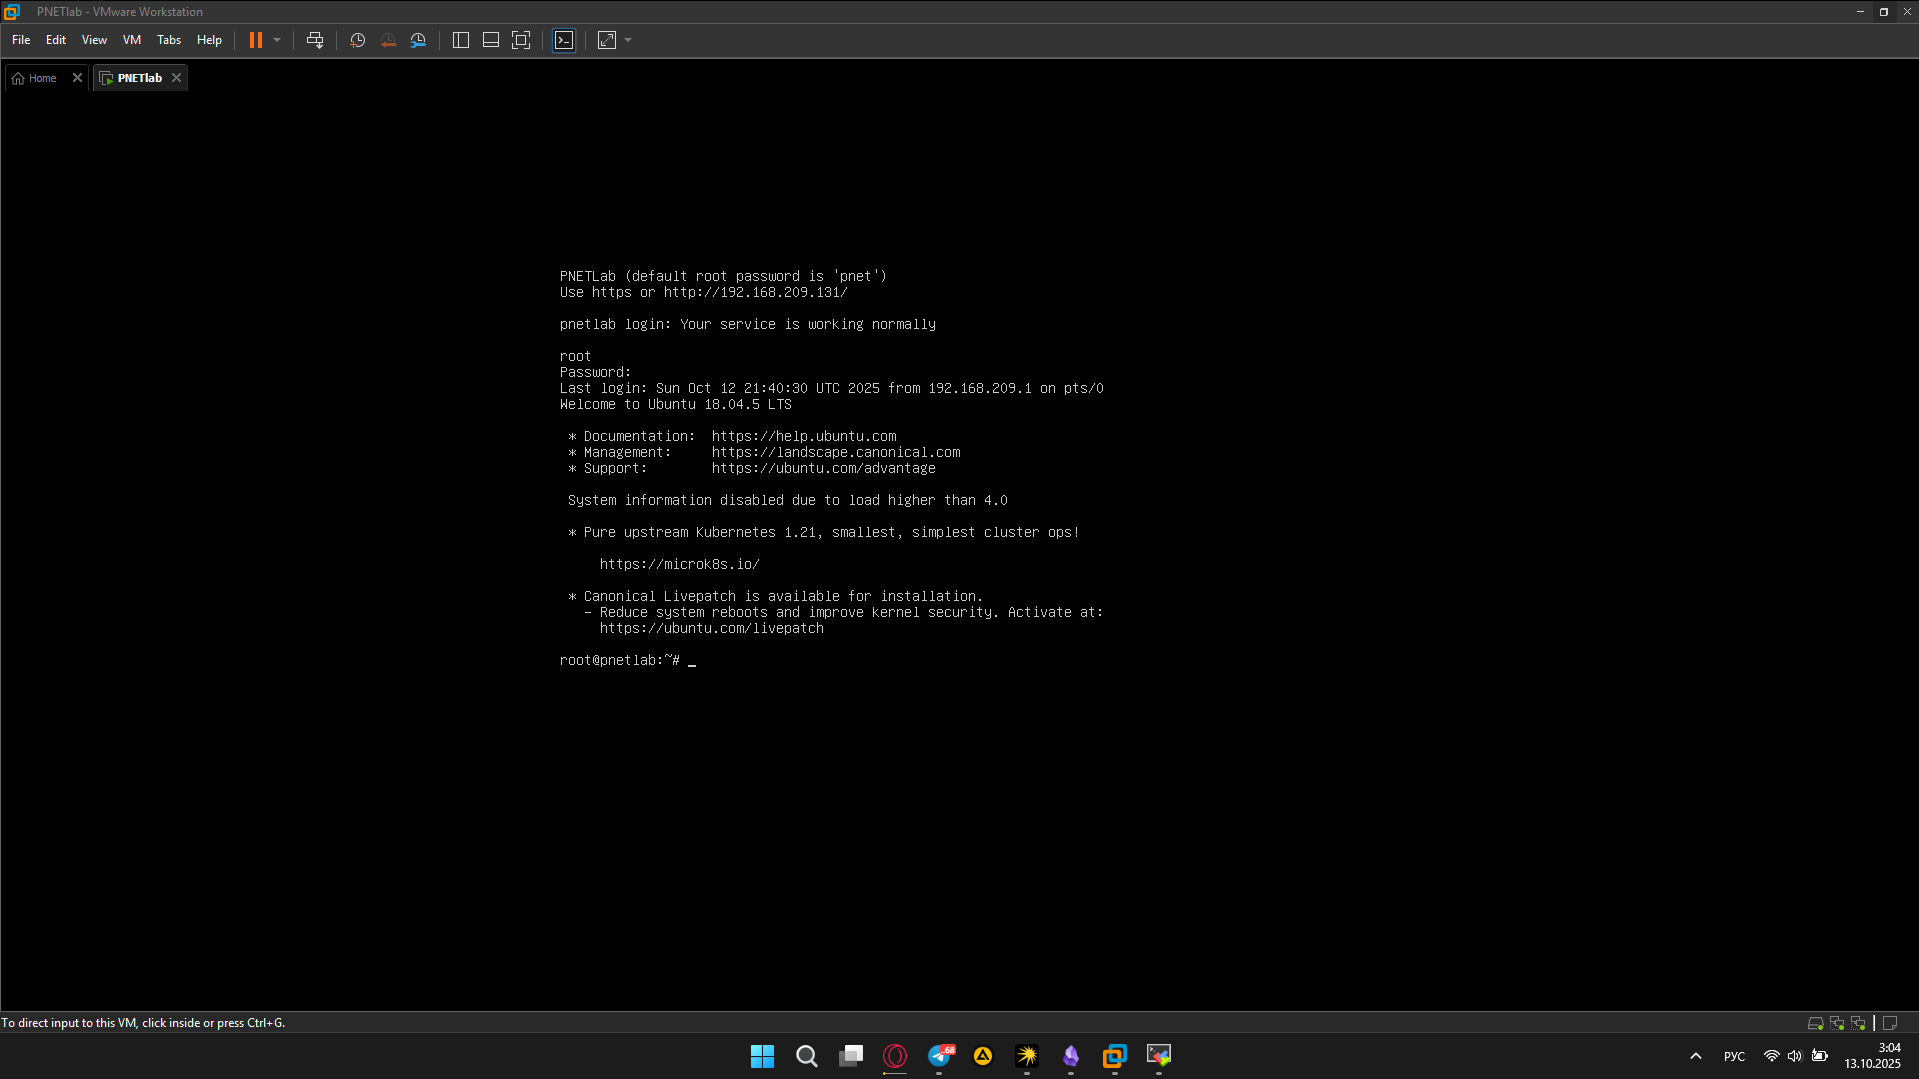 PNETlab - VMware Workstation
File Edit View VM Tabs Help
Home
PNETlab
PNETLab (default root password is 'pnet')
Use https or http://192.168.209.131/
pnetlab login: Your service is working normally
root
Password:
Last login: Sun Oct 12 21:40:30 UTC 2025 from 192.168.209.1 on pts/0
Welcome to Ubuntu 18.04.5 LTS
* Documentation:  https://help.ubuntu.com
* Management:     https://landscape.canonical.com
* Support:        https://ubuntu.com/advantage
System information disabled due to load higher than 4.0
* Pure upstream Kubernetes 1.21, smallest, simplest cluster ops!
https://microk8s.io/
* Canonical Livepatch is available for installation.
- Reduce system reboots and improve kernel security. Activate at:
https://ubuntu.com/livepatch
root@pnetlab:~# _
To direct input to this VM, click inside or press Ctrl+G.
68
РУС
3:04
13.10.2025